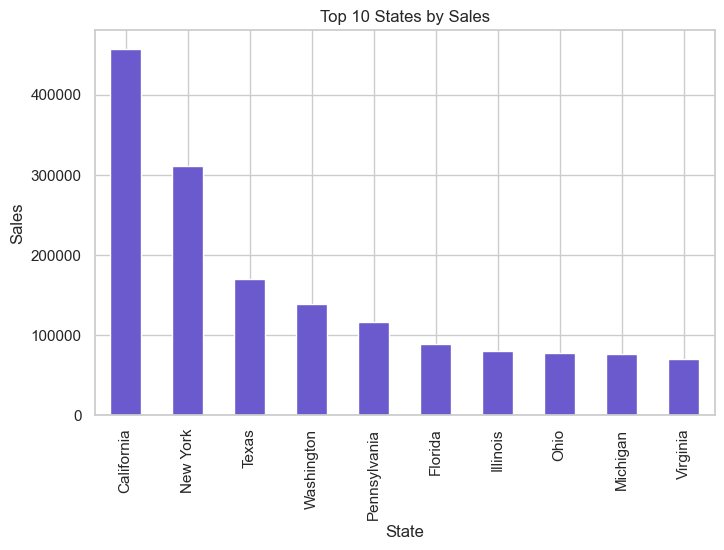 Top 10 States by Sales
Sales
400000
300000
200000
100000
0
California
New York
Texas
Washington
Pennsylvania
Florida
Illinois
Ohio
Michigan
Virginia
State